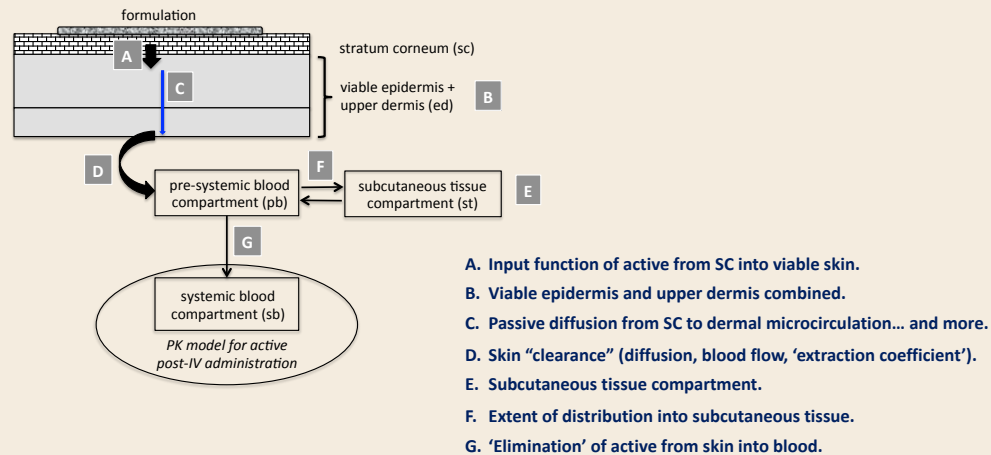 formulation
A
stratum corneum (sc)
C
viable epidermis +
upper dermis (ed)
B
D
F
pre-systemic blood
compartment (pb)
subcutaneous tissue
compartment (st)
E
G
systemic blood
compartment (sb)
PK model for active
post-IV administration
A. Input function of active from SC into viable skin.
B. Viable epidermis and upper dermis combined.
C. Passive diffusion from SC to dermal microcirculation… and more.
D. Skin “clearance” (diffusion, blood flow, ‘extraction coefficient’).
E. Subcutaneous tissue compartment.
F. Extent of distribution into subcutaneous tissue.
G. ‘Elimination’ of active from skin into blood.